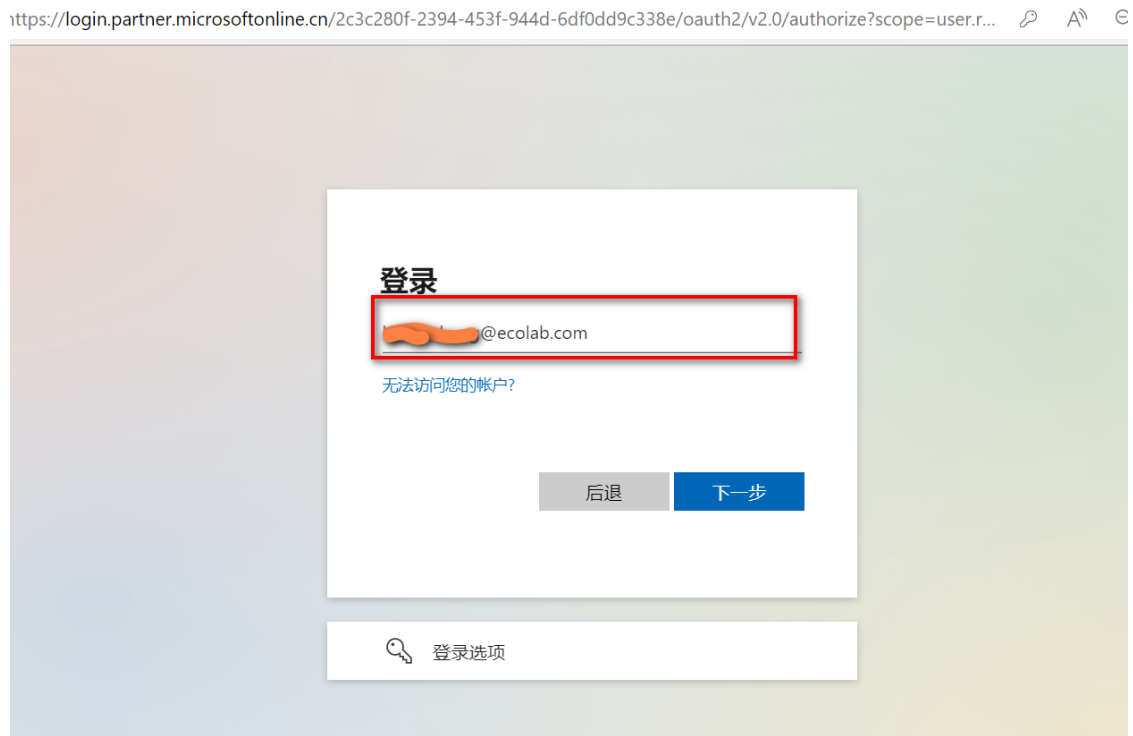 ttps://login.partner.microsoftonline.cn/2c3c280f-2394-453f-944d-6df0dd9c338e/oauth2/v2.0/authorize?scope=user.r...
登录
@ecolab.com
无法访问您的帐户?
后退
下一步
登录选项